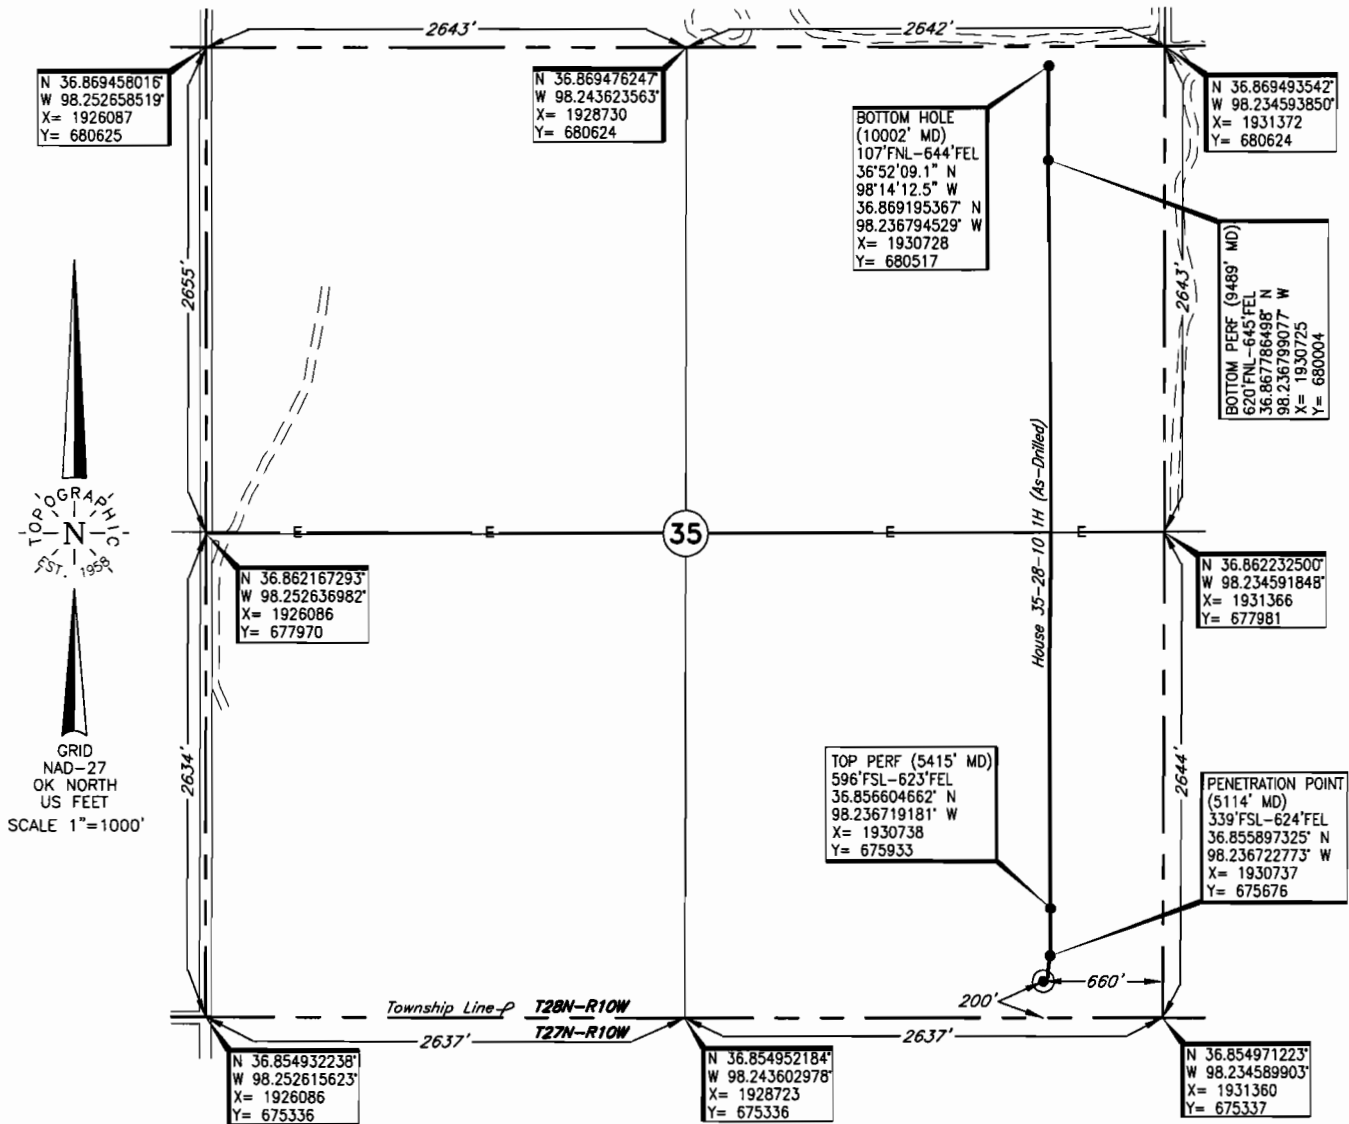 2643'
2642'
N 36.869458016°
W 98.252658519°
X= 1926087
Y= 680625
N 36.869476247°
W 98.243623563°
X= 1928730
Y= 680624
N 36.869493542°
W 98.234593850°
X= 1931372
Y= 680624
BOTTOM HOLE
(10002' MD)
107'FNL-644'FEL
36°52'09.1" N
98°14'12.5" W
36.869195367° N
98.236794529° W
X= 1930728
Y= 680517
BOTTOM PERF (9489' MD)
620'FNL-645'FEL
36.867786498° N
98.236799077° W
X= 1930725
Y= 680004
2655'
2643'
TOPOGRAPHIC
N
EST. 1958
GRID
NAD-27
OK NORTH
US FEET
SCALE 1"=1000'
E
E
35
E
E
House 35-28-10 1H (As-Drilled)
N 36.862167293°
W 98.252636982°
X= 1926086
Y= 677970
N 36.862232500°
W 98.234591848°
X= 1931366
Y= 677981
2634'
2644'
TOP PERF (5415' MD)
596'FSL-623'FEL
36.856604662° N
98.236719181° W
X= 1930738
Y= 675933
PENETRATION POINT
(5114' MD)
339'FSL-624'FEL
36.855897325° N
98.236722773° W
X= 1930737
Y= 675676
660'
200'
Township Line T28N-R10W
T27N-R10W
2637'
2637'
N 36.854932238°
W 98.252615623°
X= 1926086
Y= 675336
N 36.854952184°
W 98.243602978°
X= 1928723
Y= 675336
N 36.854971223°
W 98.234589903°
X= 1931360
Y= 675337